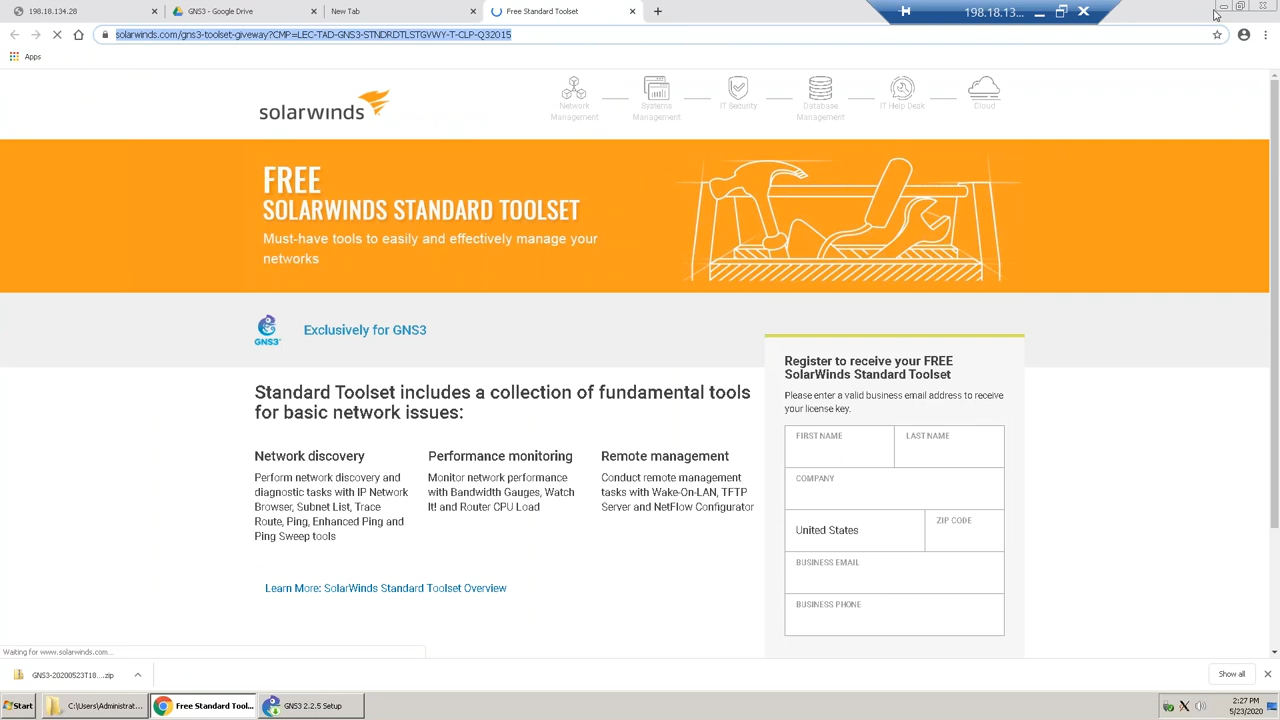 198.18.134.28
GNS3 - Google Drive
New Tab
Free Standard Toolset
198.18.13...
solarwinds.com/gns3-toolset-giveway?CMP=LEC-TAD-GNS3-STNDRDTLSTGVWY-T-CLP-Q32015
Apps
solarwinds
Network Management
Systems Management
IT Security
Database Management
IT Help Desk
Cloud
FREE
SOLARWINDS STANDARD TOOLSET
Must-have tools to easily and effectively manage your
networks
GNS3
Exclusively for GNS3
Standard Toolset includes a collection of fundamental tools
for basic network issues:
Network discovery
Perform network discovery and
diagnostic tasks with IP Network
Browser, Subnet List, Trace
Route, Ping, Enhanced Ping and
Ping Sweep tools
Performance monitoring
Monitor network performance
with Bandwidth Gauges, Watch
It! and Router CPU Load
Remote management
Conduct remote management
tasks with Wake-On-LAN, TFTP
Server and NetFlow Configurator
Learn More: SolarWinds Standard Toolset Overview
Register to receive your FREE
SolarWinds Standard Toolset
Please enter a valid business email address to receive
your license key.
FIRST NAME
LAST NAME
COMPANY
United States
ZIP CODE
BUSINESS EMAIL
BUSINESS PHONE
Waiting for www.solarwinds.com...
GNS3-20200523T18....zip
Show all
Start
C:\Users\Administrat...
Free Standard Tool...
GNS3 2.2.5 Setup
2:27 PM
5/23/2020